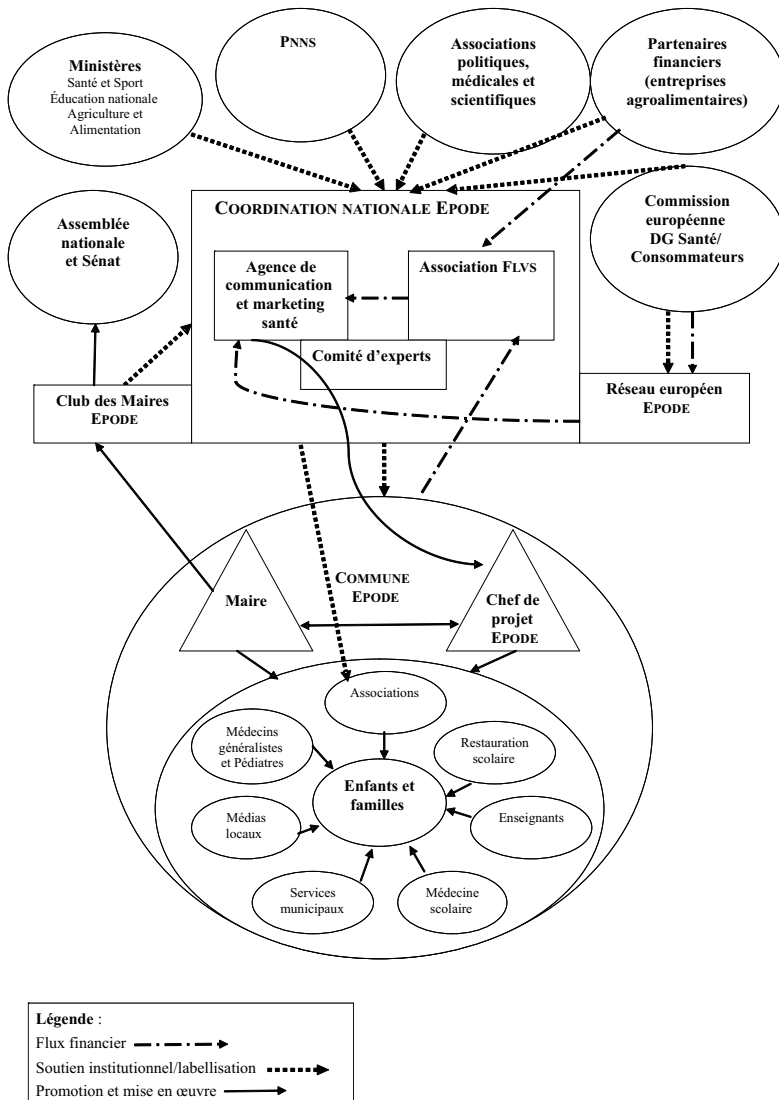 PNNS
Ministères
Santé et Sport
Éducation nationale
Agriculture et
Alimentation
Associations
politiques,
médicales et
scientifiques
Partenaires
financiers
(entreprises
agroalimentaires)
Assemblée
nationale
et Sénat
COORDINATION NATIONALE EPODE
Commission
européenne
DG Santé/
Consommateurs
Agence de
communication
et marketing
santé
Association FLVS
Comité d'experts
Club des Maires
EPODE
Réseau européen
EPODE
COMMUNE
EPODE
Maire
Chef de
projet
EPODE
Associations
Médecins
généralistes
et Pédiatres
Restauration
scolaire
Enfants et
familles
Médias
locaux
Enseignants
Services
municipaux
Médecine
scolaire
Légende :
Flux financier
Soutien institutionnel/labellisation
Promotion et mise en œuvre